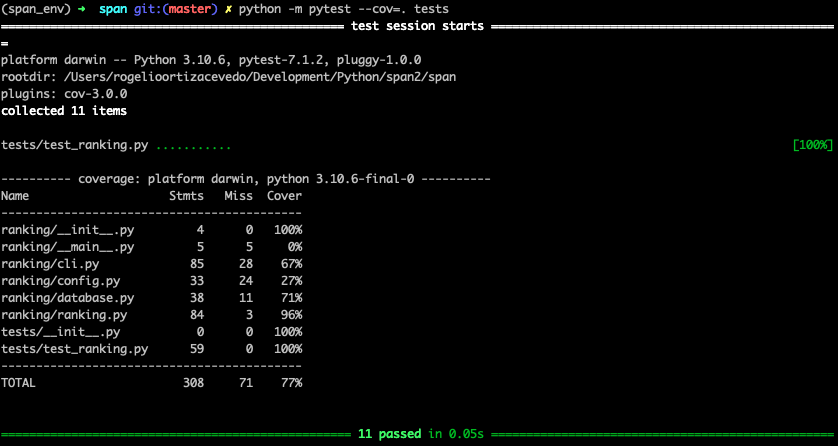 (span_env) ➜ span git:(master) ✗ python -m pytest --cov=. tests
═══════════════════════════════════════════════ test session starts ═══════════════════════════════════════════════
=
platform darwin -- Python 3.10.6, pytest-7.1.2, pluggy-1.0.0
rootdir: /Users/rogelioortizacevedo/Development/Python/span2/span
plugins: cov-3.0.0
collected 11 items
tests/test_ranking.py ........... [100%]
---------- coverage: platform darwin, python 3.10.6-final-0 ----------
Name Stmts Miss Cover
-------------------------------------------
ranking/__init__.py 4 0 100%
ranking/__main__.py 5 5 0%
ranking/cli.py 85 28 67%
ranking/config.py 33 24 27%
ranking/database.py 38 11 71%
ranking/ranking.py 84 3 96%
tests/__init__.py 0 0 100%
tests/test_ranking.py 59 0 100%
-------------------------------------------
TOTAL 308 71 77%
════════════════════════════════════════════════ 11 passed in 0.05s ════════════════════════════════════════════════